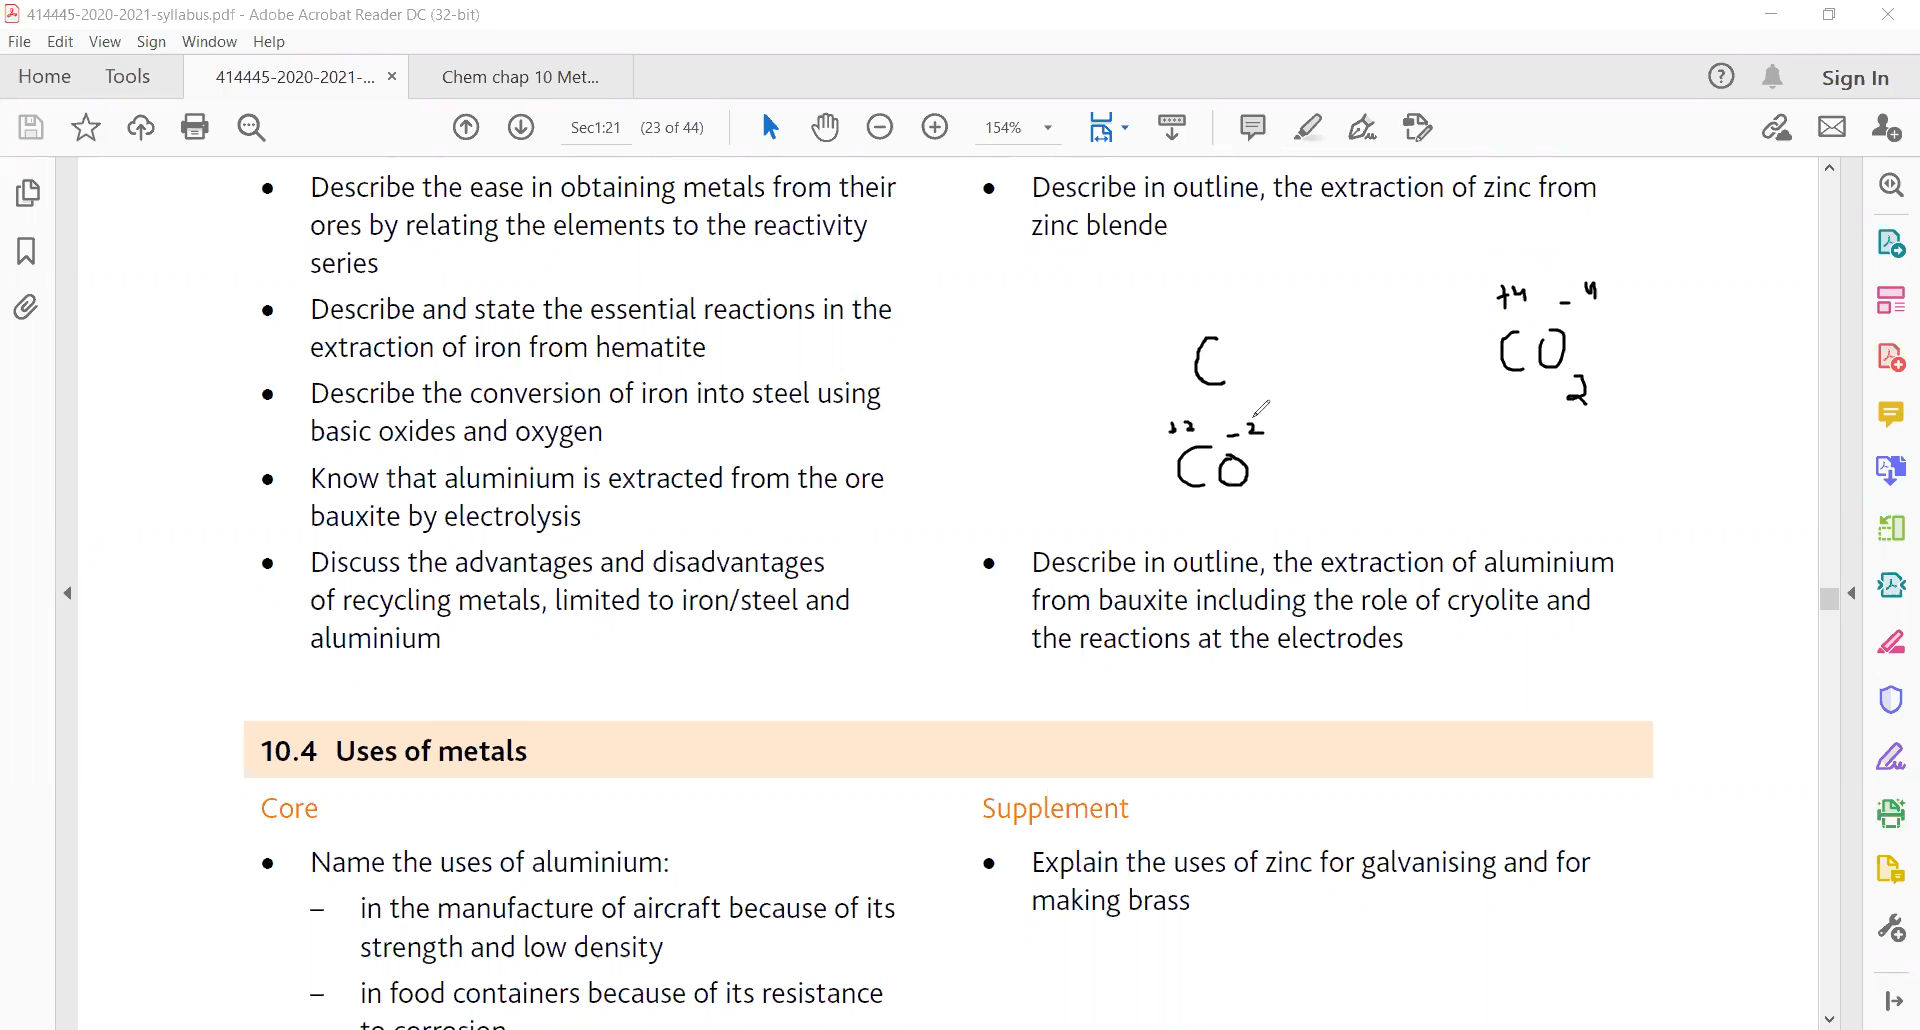 414445-2020-2021-syllabus.pdf - Adobe Acrobat Reader DC (32-bit)
File Edit View Sign Window Help
Home Tools 414445-2020-2021-... × Chem chap 10 Met... Sign In
Sec1:21 (23 of 44) 154%
• Describe the ease in obtaining metals from their
ores by relating the elements to the reactivity
series
• Describe and state the essential reactions in the
extraction of iron from hematite
• Describe the conversion of iron into steel using
basic oxides and oxygen
• Know that aluminium is extracted from the ore
bauxite by electrolysis
• Discuss the advantages and disadvantages
of recycling metals, limited to iron/steel and
aluminium
• Describe in outline, the extraction of zinc from
zinc blende
+4 -4
CO2
C
+2 -2
CO
• Describe in outline, the extraction of aluminium
from bauxite including the role of cryolite and
the reactions at the electrodes
10.4 Uses of metals
Core
• Name the uses of aluminium:
– in the manufacture of aircraft because of its
strength and low density
– in food containers because of its resistance
to corrosion
Supplement
• Explain the uses of zinc for galvanising and for
making brass